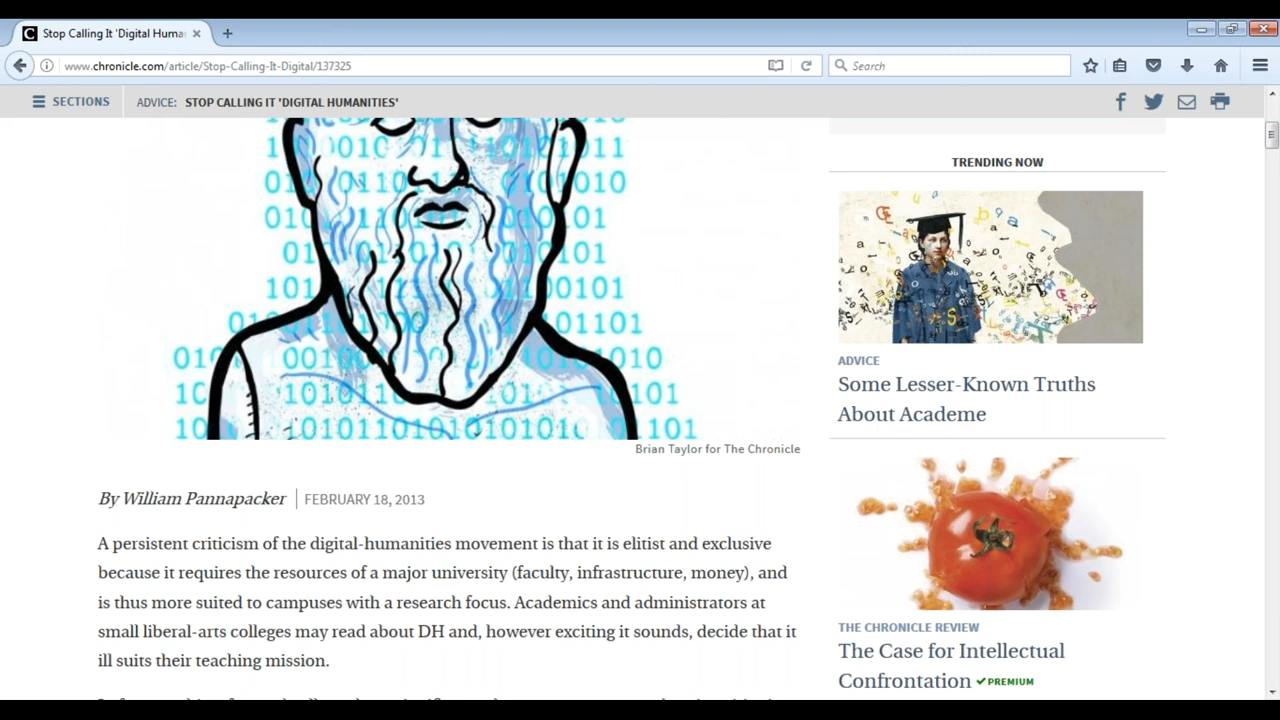 Stop Calling It 'Digital Huma
www.chronicle.com/article/Stop-Calling-It-Digital/137325
Search
SECTIONS
ADVICE: STOP CALLING IT 'DIGITAL HUMANITIES'
Brian Taylor for The Chronicle
By William Pannapacker
FEBRUARY 18, 2013
A persistent criticism of the digital-humanities movement is that it is elitist and exclusive
because it requires the resources of a major university (faculty, infrastructure, money), and
is thus more suited to campuses with a research focus. Academics and administrators at
small liberal-arts colleges may read about DH and, however exciting it sounds, decide that it
ill suits their teaching mission.
TRENDING NOW
ADVICE
Some Lesser-Known Truths
About Academe
THE CHRONICLE REVIEW
The Case for Intellectual
Confrontation PREMIUM